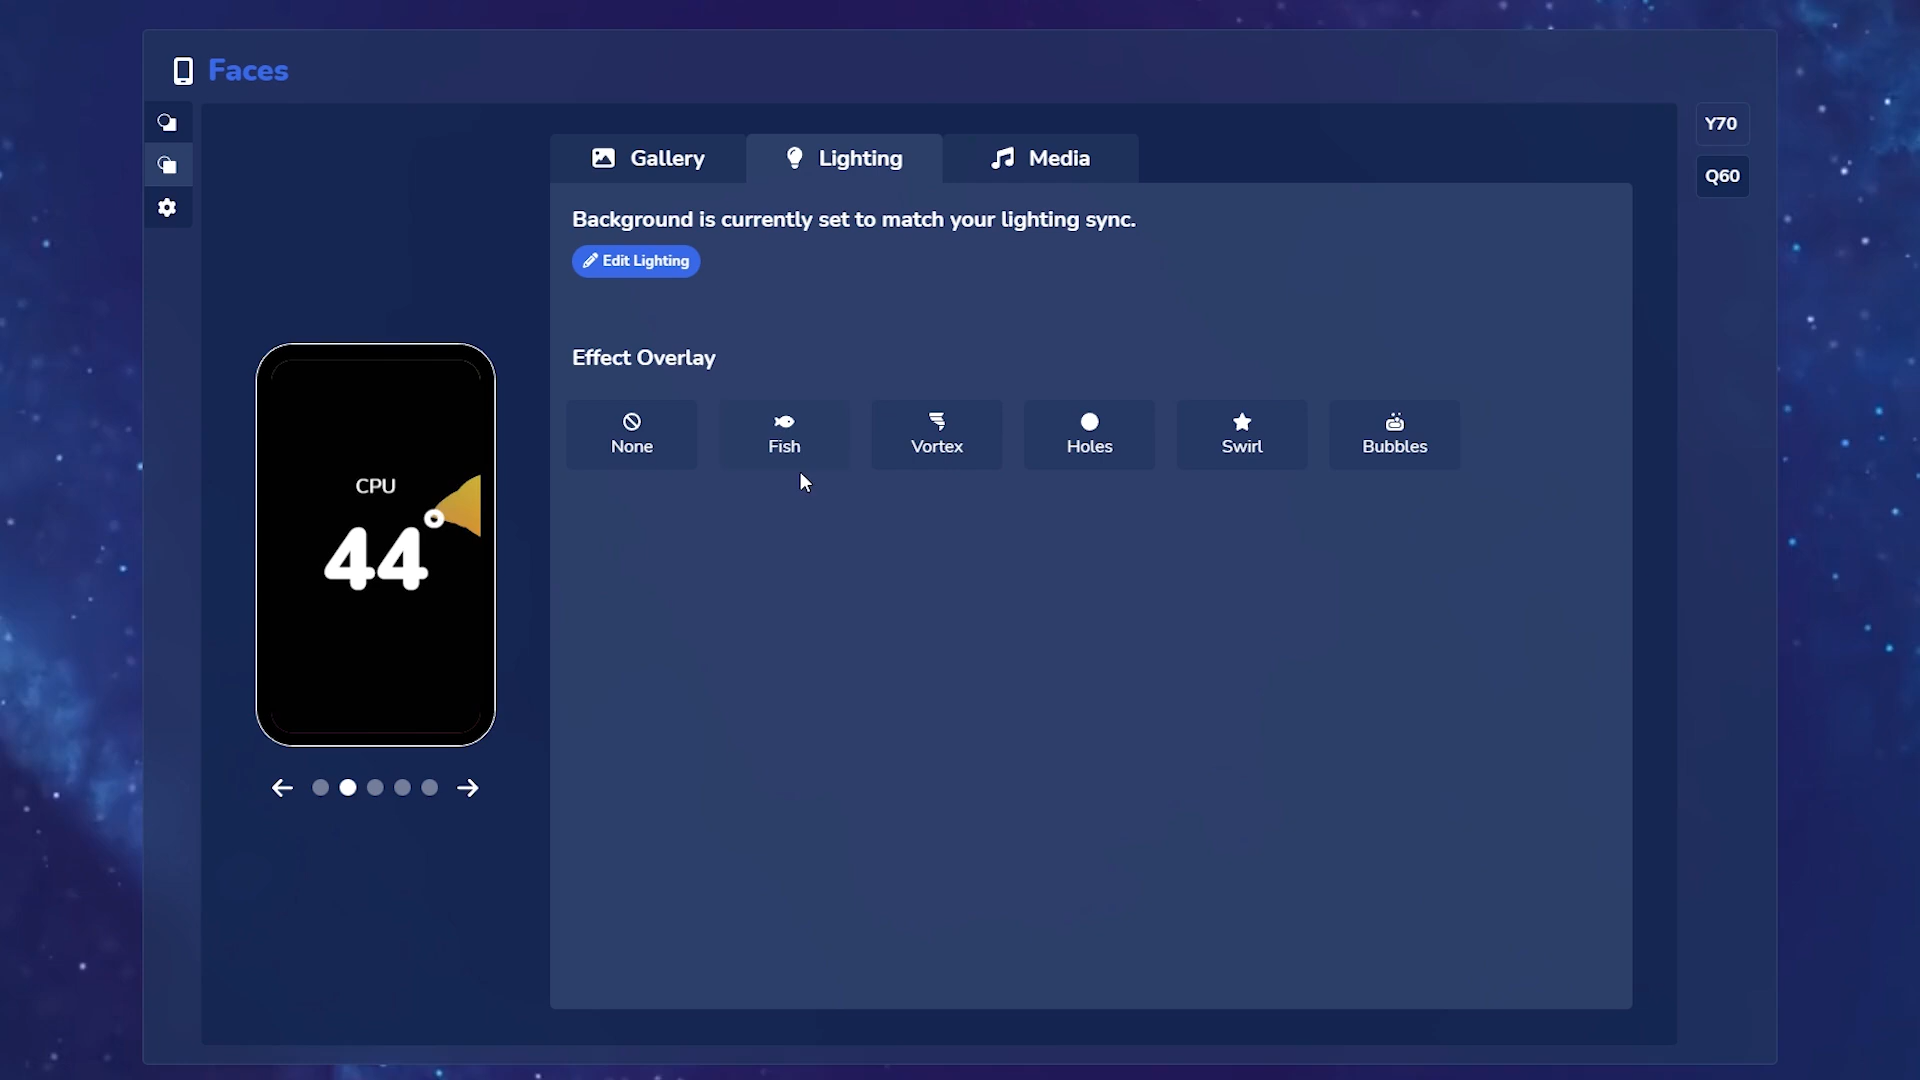 Faces
Y70
Q60
Gallery
Lighting
Media
Background is currently set to match your lighting sync.
Edit Lighting
Effect Overlay
None
Fish
Vortex
Holes
Swirl
Bubbles
CPU
44°